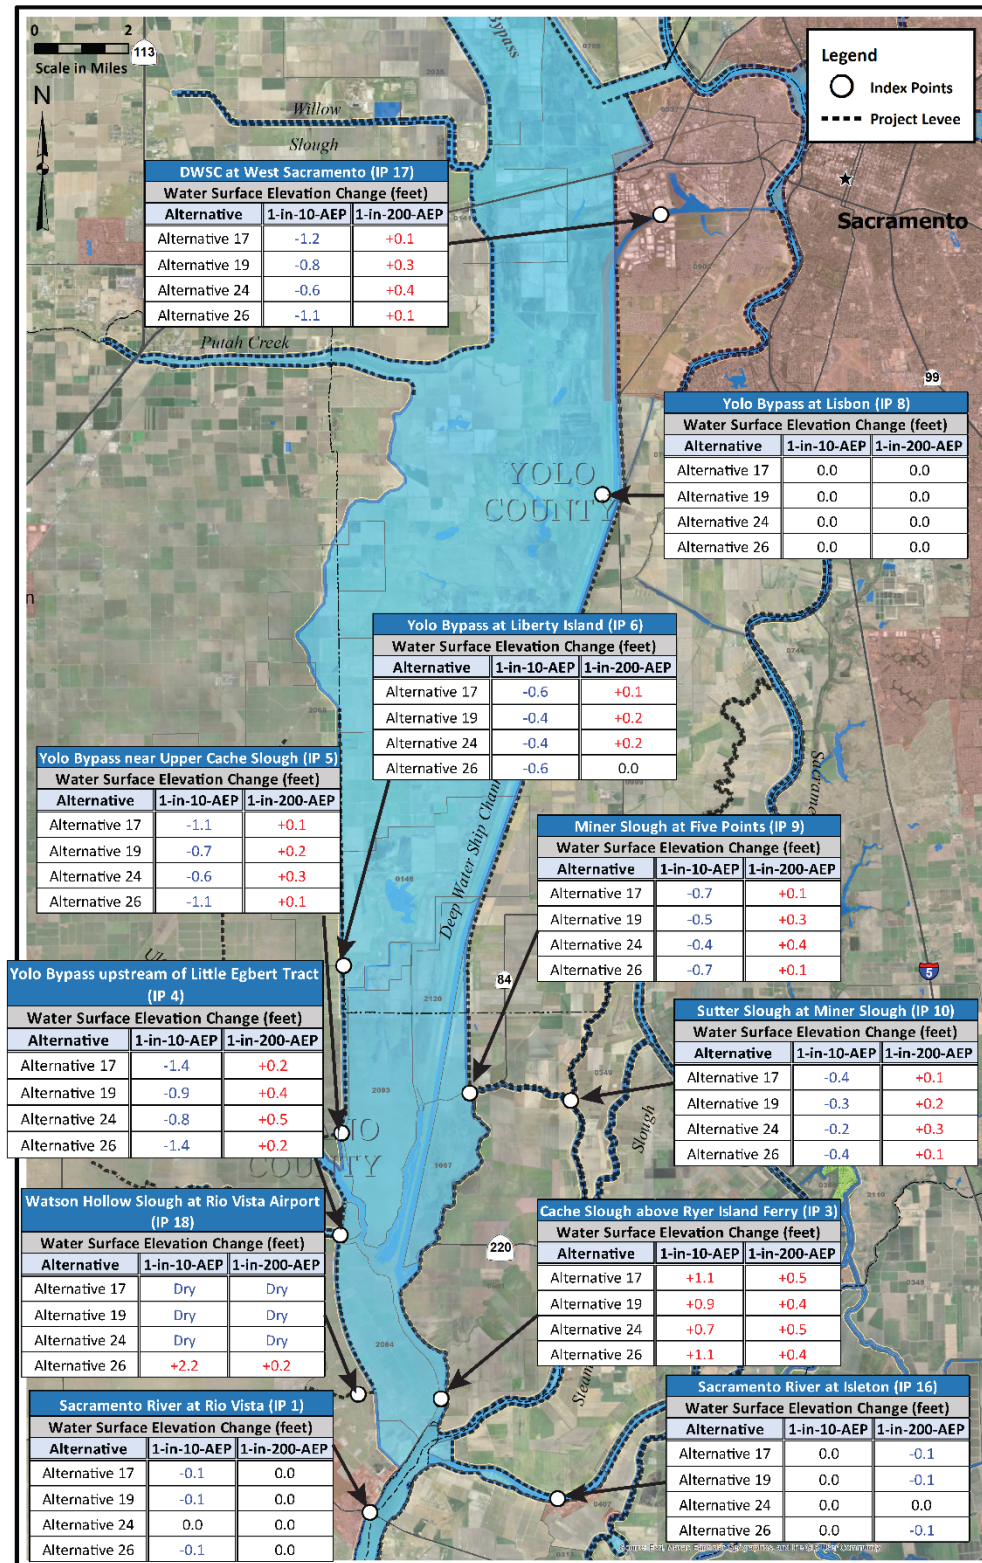 Bypass
0 2
Scale in Miles
113
N
2035
0785
Legend
Index Points
Project Levee
Willow
Slough
DWSC at West Sacramento (IP 17)
Water Surface Elevation Change (feet)
Alternative 1-in-10-AEP 1-in-200-AEP
Alternative 17 -1.2 +0.1
Alternative 19 -0.8 +0.3
Alternative 24 -0.6 +0.4
Alternative 26 -1.1 +0.1
Sacramento
0900
Putah Creek
99
Yolo Bypass at Lisbon (IP 8)
Water Surface Elevation Change (feet)
Alternative 1-in-10-AEP 1-in-200-AEP
Alternative 17 0.0 0.0
Alternative 19 0.0 0.0
Alternative 24 0.0 0.0
Alternative 26 0.0 0.0
YOLO
COUNTY
Yolo Bypass at Liberty Island (IP 6)
Water Surface Elevation Change (feet)
Alternative 1-in-10-AEP 1-in-200-AEP
Alternative 17 -0.6 +0.1
Alternative 19 -0.4 +0.2
Alternative 24 -0.4 +0.2
Alternative 26 -0.6 0.0
2068
Yolo Bypass near Upper Cache Slough (IP 5)
Water Surface Elevation Change (feet)
Alternative 1-in-10-AEP 1-in-200-AEP
Alternative 17 -1.1 +0.1
Alternative 19 -0.7 +0.2
Alternative 24 -0.6 +0.3
Alternative 26 -1.1 +0.1
Deep Water Ship Chann
Sacrame
Miner Slough at Five Points (IP 9)
Water Surface Elevation Change (feet)
Alternative 1-in-10-AEP 1-in-200-AEP
Alternative 17 -0.7 +0.1
Alternative 19 -0.5 +0.3
Alternative 24 -0.4 +0.4
Alternative 26 -0.7 +0.1
84
5
2120
Yolo Bypass upstream of Little Egbert Tract
(IP 4)
Water Surface Elevation Change (feet)
Alternative 1-in-10-AEP 1-in-200-AEP
Alternative 17 -1.4 +0.2
Alternative 19 -0.9 +0.4
Alternative 24 -0.8 +0.5
Alternative 26 -1.4 +0.2
Sutter Slough at Miner Slough (IP 10)
Water Surface Elevation Change (feet)
Alternative 1-in-10-AEP 1-in-200-AEP
Alternative 17 -0.4 +0.1
Alternative 19 -0.3 +0.2
Alternative 24 -0.2 +0.3
Alternative 26 -0.4 +0.1
2093
Slough
NO
COUNTY
Watson Hollow Slough at Rio Vista Airport
(IP 18)
Water Surface Elevation Change (feet)
Alternative 1-in-10-AEP 1-in-200-AEP
Alternative 17 Dry Dry
Alternative 19 Dry Dry
Alternative 24 Dry Dry
Alternative 26 +2.2 +0.2
220
Cache Slough above Ryer Island Ferry (IP 3)
Water Surface Elevation Change (feet)
Alternative 1-in-10-AEP 1-in-200-AEP
Alternative 17 +1.1 +0.5
Alternative 19 +0.9 +0.4
Alternative 24 +0.7 +0.5
Alternative 26 +1.1 +0.4
2084
Steam
Sacramento River at Rio Vista (IP 1)
Water Surface Elevation Change (feet)
Alternative 1-in-10-AEP 1-in-200-AEP
Alternative 17 -0.1 0.0
Alternative 19 -0.1 0.0
Alternative 24 0.0 0.0
Alternative 26 -0.1 0.0
Sacramento River at Isleton (IP 16)
Water Surface Elevation Change (feet)
Alternative 1-in-10-AEP 1-in-200-AEP
Alternative 17 0.0 -0.1
Alternative 19 0.0 -0.1
Alternative 24 0.0 0.0
Alternative 26 0.0 -0.1
0407